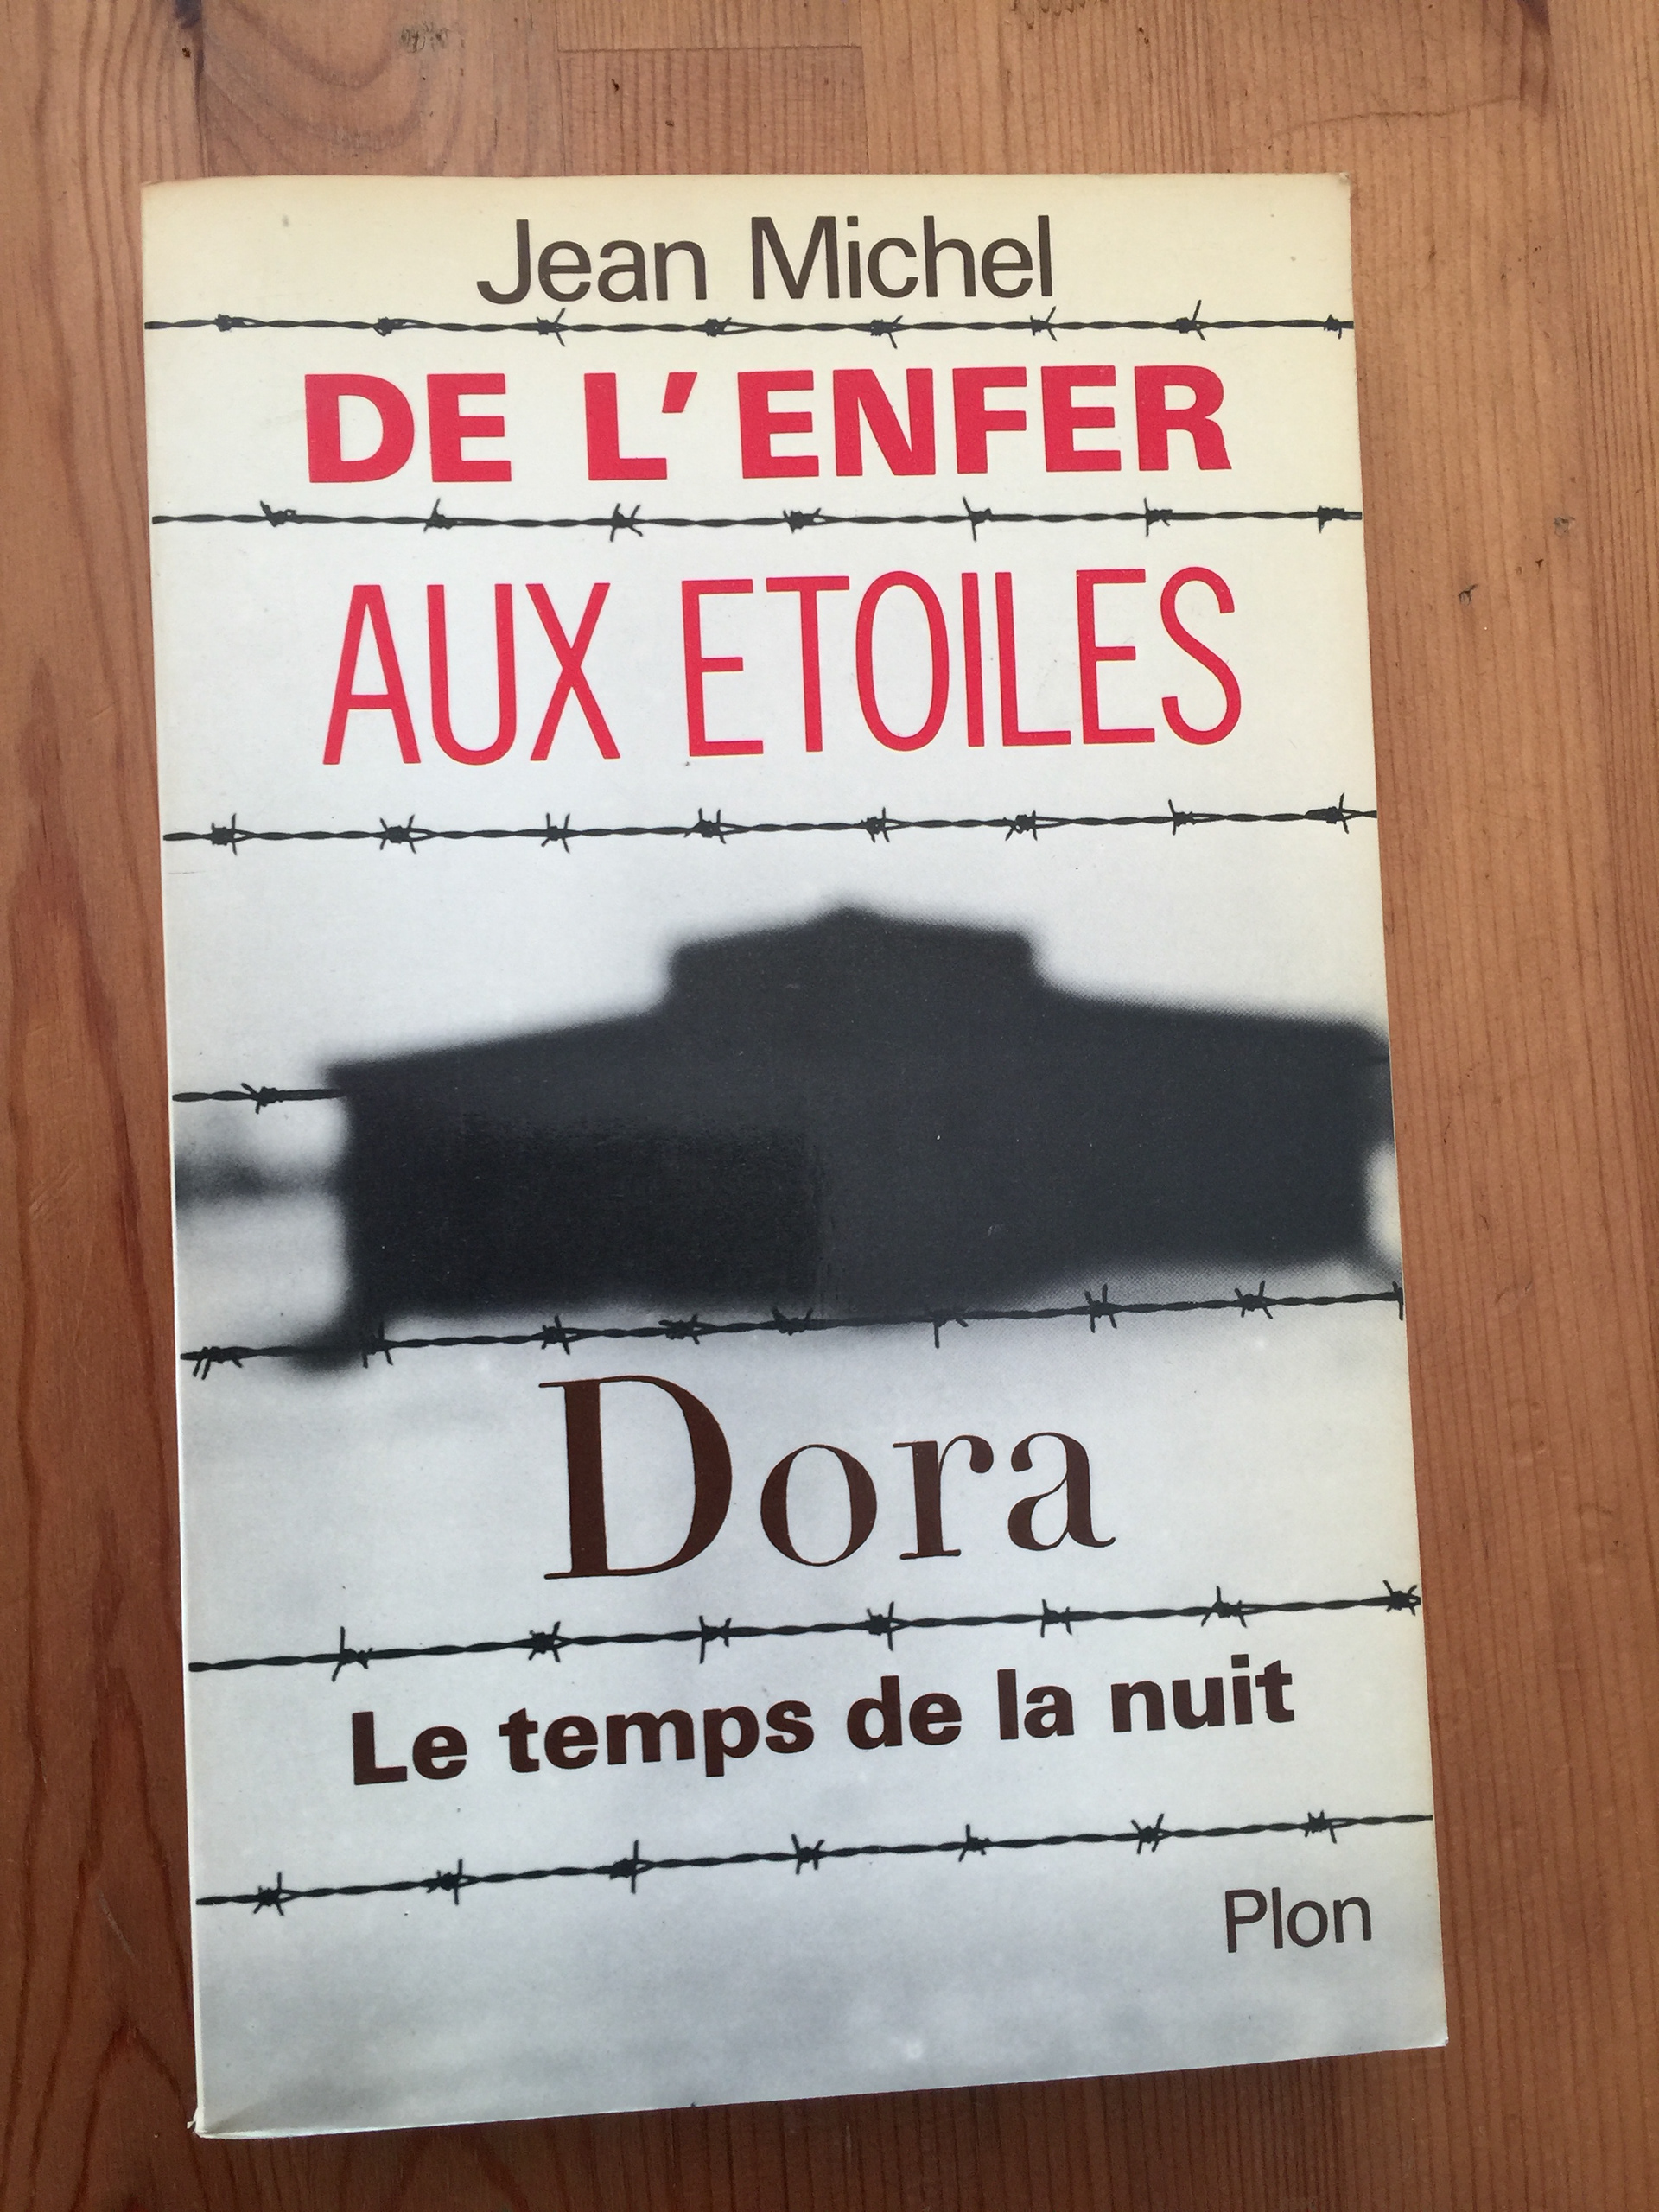 Jean Michel
DE L'ENFER
AUX ETOILES
Dora
Le temps de la nuit
Plon